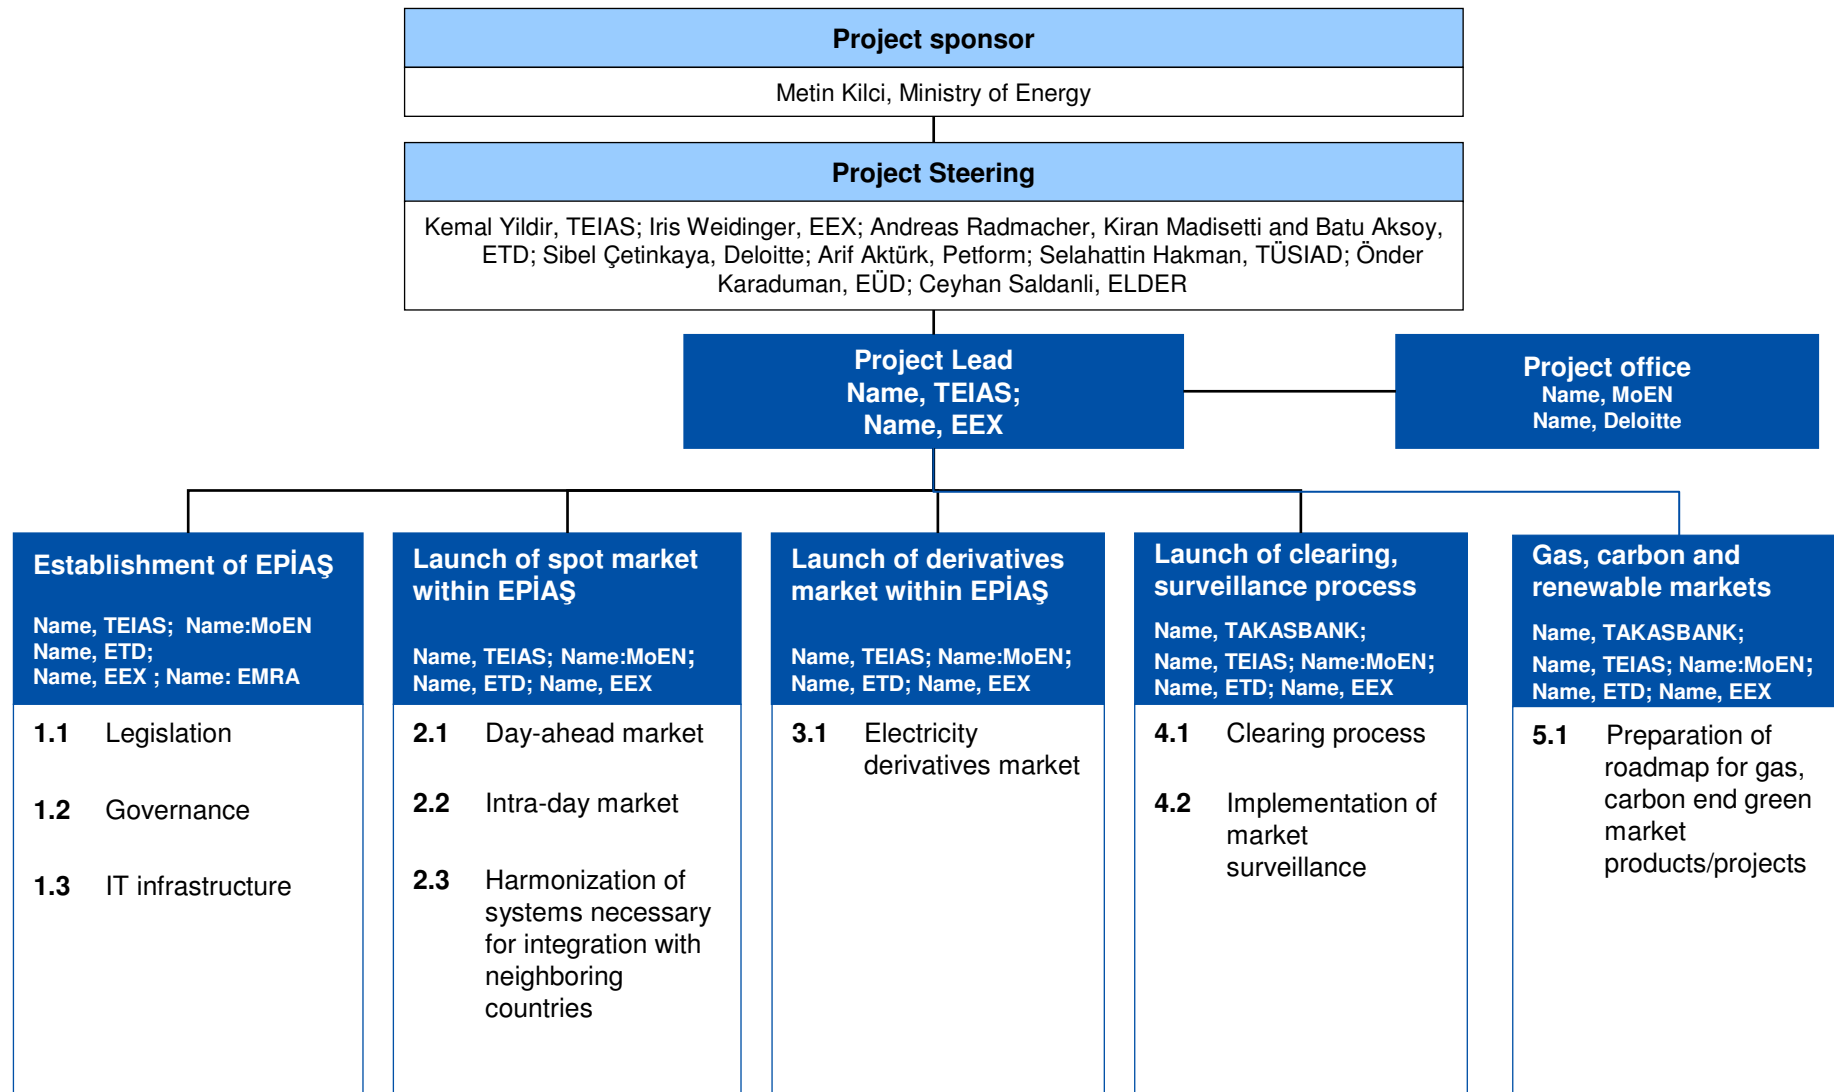 Project sponsor
Metin Kilci, Ministry of Energy
Project Steering
Kemal Yildir, TEIAS; Iris Weidinger, EEX; Andreas Radmacher, Kiran Madisetti and Batu Aksoy,
ETD; Sibel Çetinkaya, Deloitte; Arif Aktürk, Petform; Selahattin Hakman, TÜSIAD; Önder
Karaduman, EÜD; Ceyhan Saldanli, ELDER
Project Lead
Name, TEIAS;
Name, EEX
Project office
Name, MoEN
Name, Deloitte
Establishment of EPİAŞ
Name, TEIAS; Name:MoEN
Name, ETD;
Name, EEX ; Name: EMRA
1.1 Legislation
1.2 Governance
1.3 IT infrastructure
Launch of spot market
within EPİAŞ
Name, TEIAS; Name:MoEN;
Name, ETD; Name, EEX
2.1 Day-ahead market
2.2 Intra-day market
2.3 Harmonization of
systems necessary
for integration with
neighboring
countries
Launch of derivatives
market within EPİAŞ
Name, TEIAS; Name:MoEN;
Name, ETD; Name, EEX
3.1 Electricity
derivatives market
Launch of clearing,
surveillance process
Name, TAKASBANK;
Name, TEIAS; Name:MoEN;
Name, ETD; Name, EEX
4.1 Clearing process
4.2 Implementation of
market
surveillance
Gas, carbon and
renewable markets
Name, TAKASBANK;
Name, TEIAS; Name:MoEN;
Name, ETD; Name, EEX
5.1 Preparation of
roadmap for gas,
carbon end green
market
products/projects